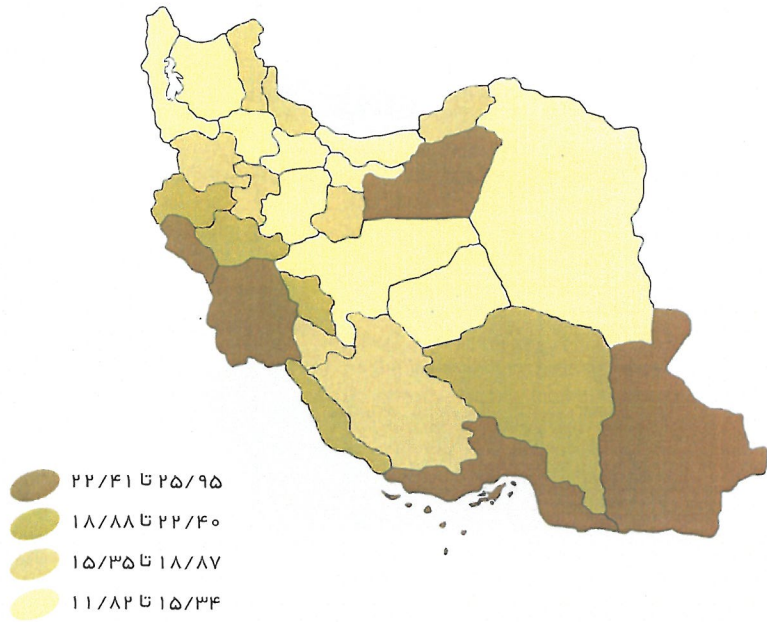 ۲۲/۴۱ تا ۲۵/۹۵
۱۸/۸۸ تا ۲۲/۴۰
۱۵/۳۵ تا ۱۸/۸۷
۱۱/۸۲ تا ۱۵/۳۴